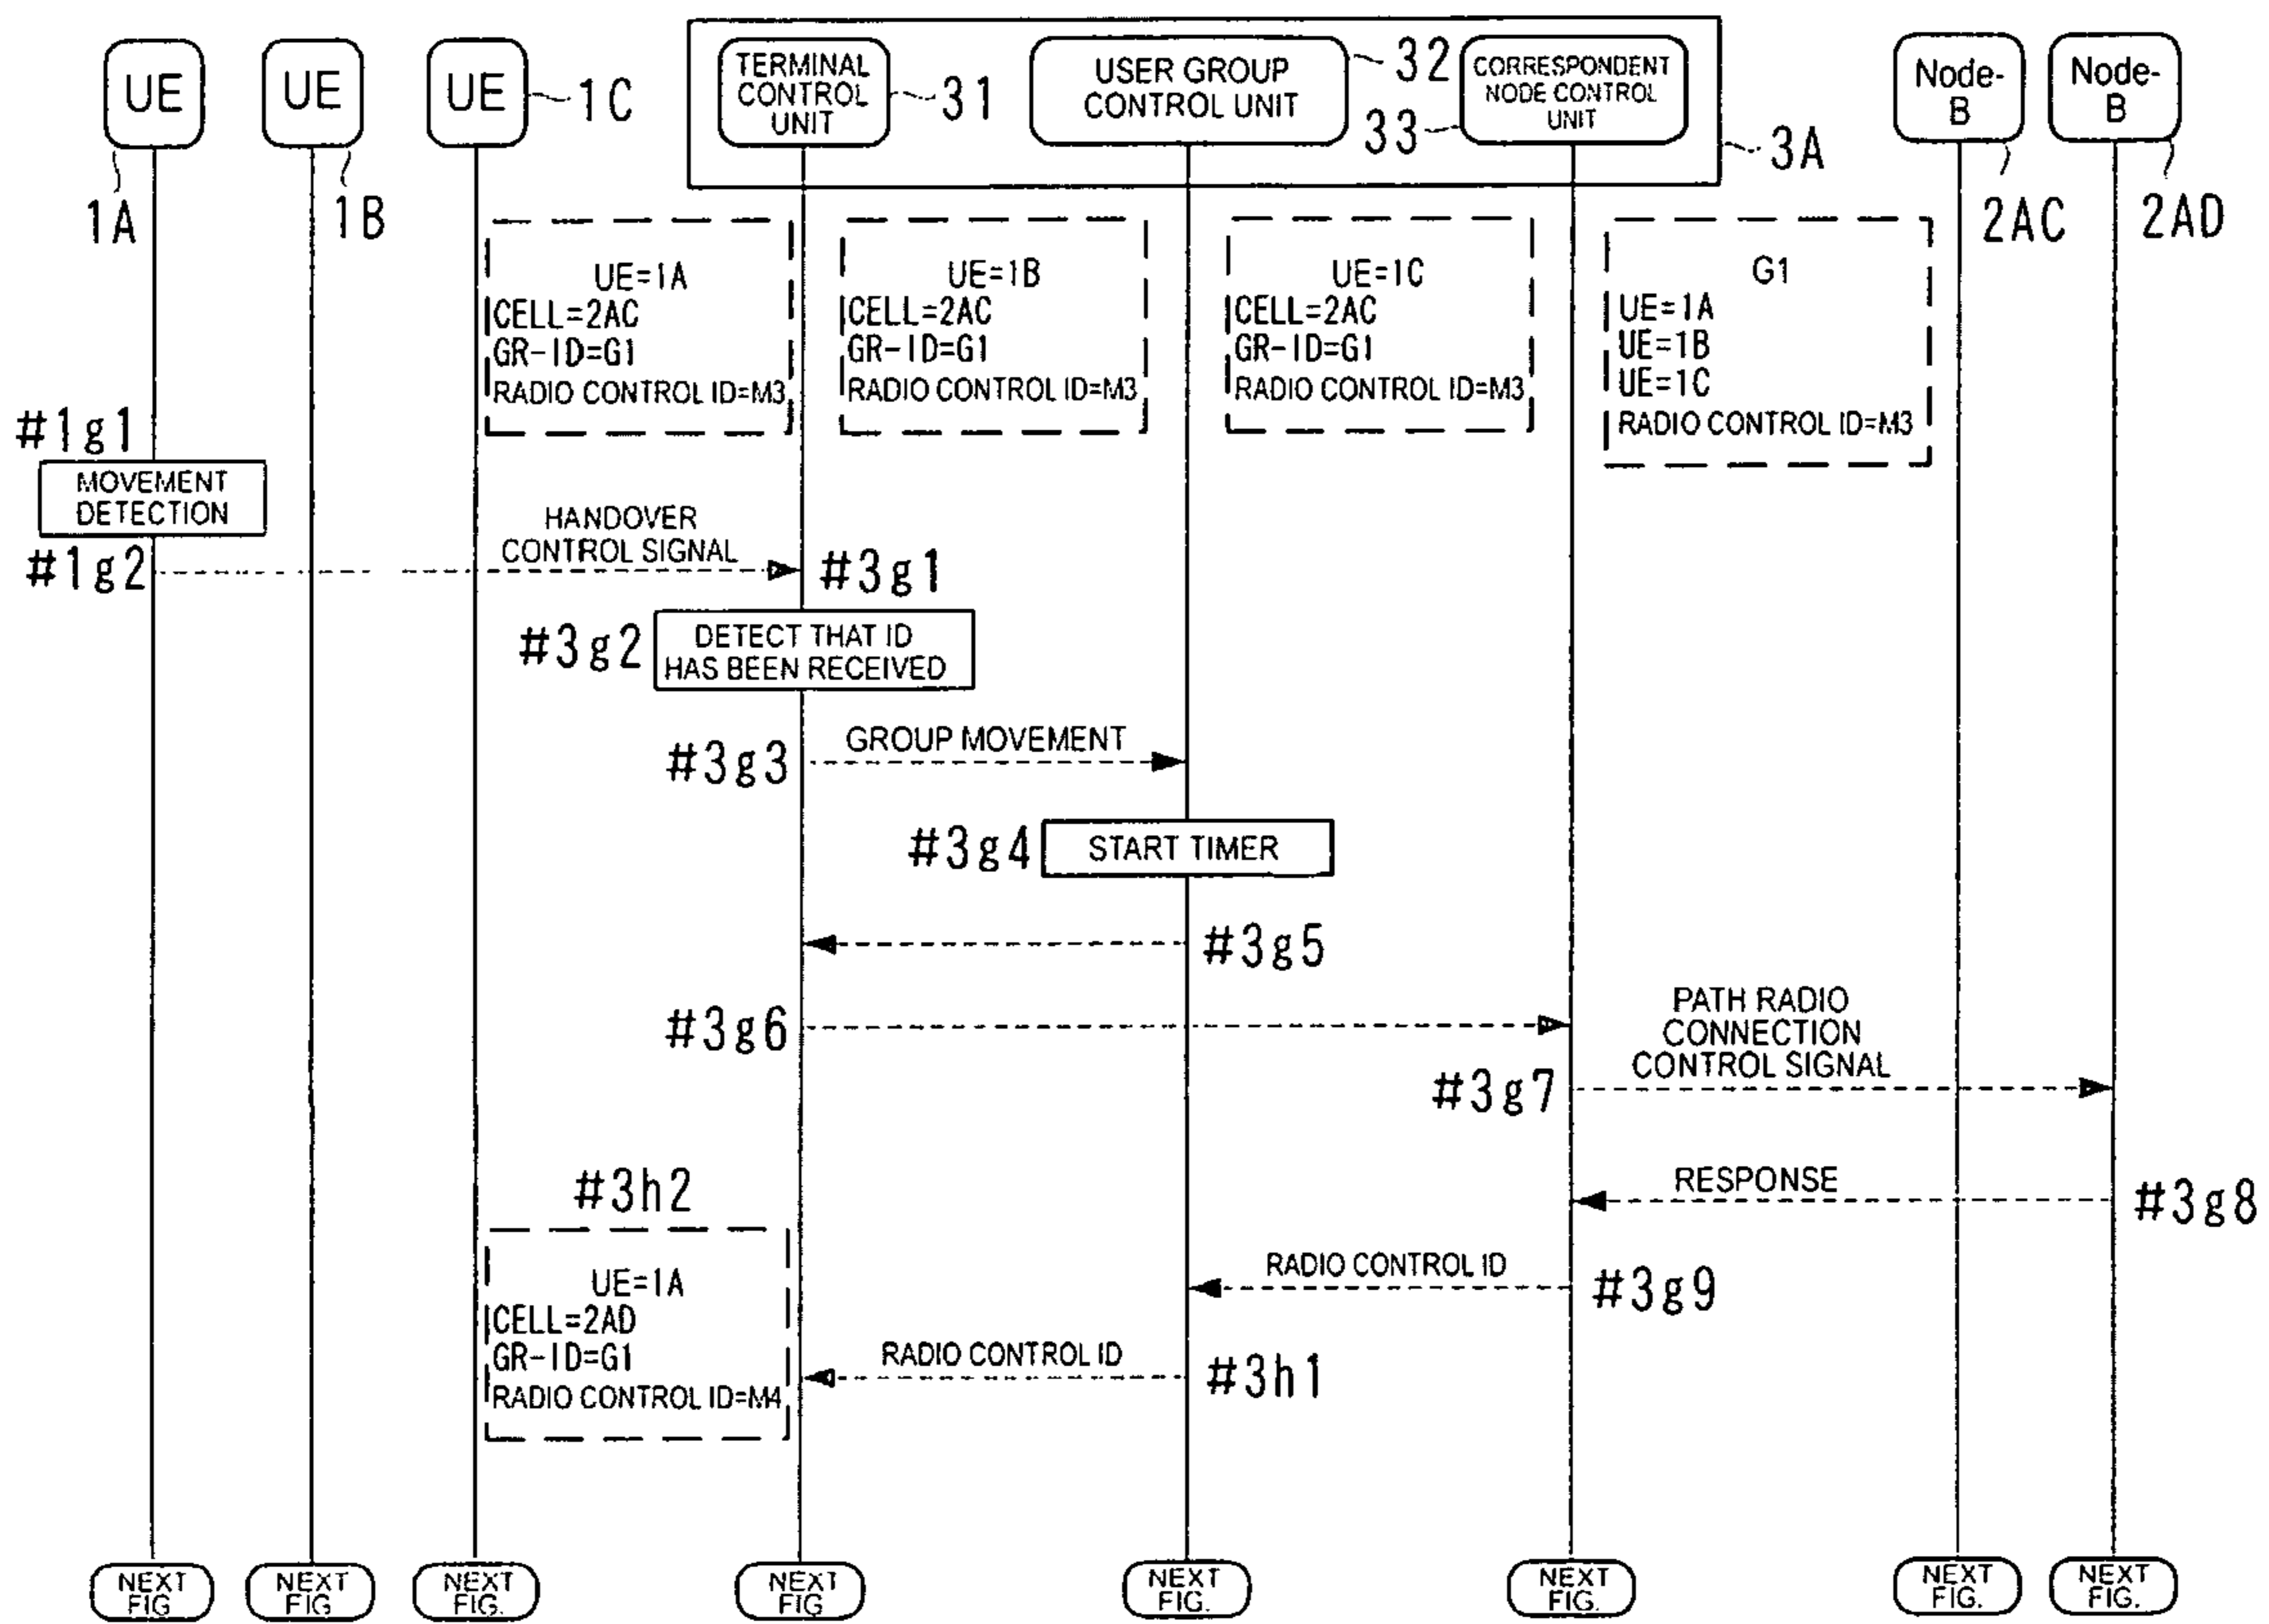 UE
UE
UE
1C
TERMINAL
CONTROL
UNIT
31
USER GROUP
CONTROL UNIT
32
CORRESPONDENT
NODE CONTROL
UNIT
33
3A
Node-
B
Node-
B
1A
1B
2AC
2AD
UE=1A
CELL=2AC
GR-ID=G1
RADIO CONTROL ID=M3
UE=1B
CELL=2AC
GR-ID=G1
RADIO CONTROL ID=M3
UE=1C
CELL=2AC
GR-ID=G1
RADIO CONTROL ID=M3
G1
UE=1A
UE=1B
UE=1C
RADIO CONTROL ID=M3
#1g1
MOVEMENT
DETECTION
#1g2
HANDOVER
CONTROL SIGNAL
#3g1
#3g2
DETECT THAT ID
HAS BEEN RECEIVED
#3g3
GROUP MOVEMENT
#3g4
START TIMER
#3g5
#3g6
PATH RADIO
CONNECTION
CONTROL SIGNAL
#3g7
RESPONSE
#3g8
#3h2
UE=1A
CELL=2AD
GR-ID=G1
RADIO CONTROL ID=M4
RADIO CONTROL ID
#3g9
RADIO CONTROL ID
#3h1
NEXT
FIG
NEXT
FIG
NEXT
FIG.
NEXT
FIG
NEXT
FIG.
NEXT
FIG.
NEXT
FIG.
NEXT
FIG.